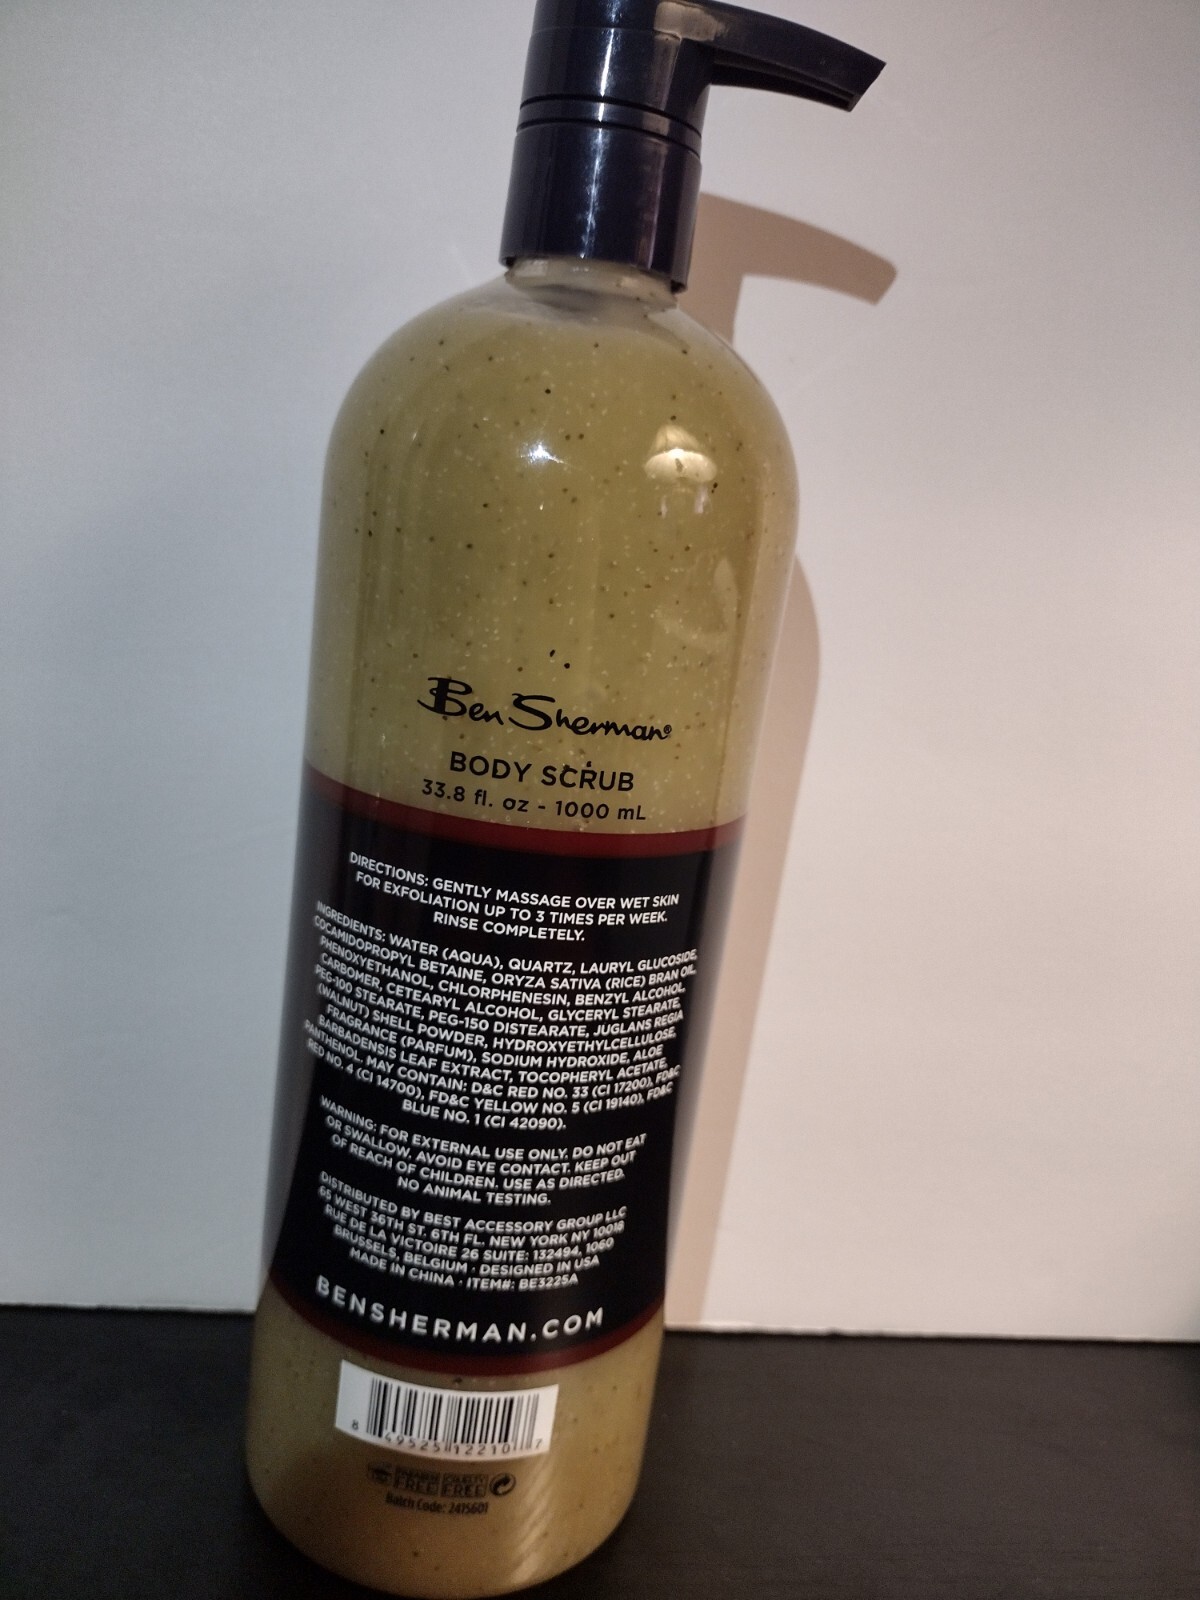 Ben Sherman®
BODY SCRUB
33.8 fl. oz - 1000 mL
DIRECTIONS: GENTLY MASSAGE OVER WET SKIN
FOR EXFOLIATION UP TO 3 TIMES PER WEEK.
RINSE COMPLETELY.
INGREDIENTS: WATER (AQUA), QUARTZ, LAURYL GLUCOSIDE,
COCAMIDOPROPYL BETAINE, ORYZA SATIVA (RICE) BRAN OIL,
PHENOXYETHANOL, CHLORPHENESIN, BENZYL ALCOHOL,
CARBOMER, CETEARYL ALCOHOL, GLYCERYL STEARATE,
PEG-100 STEARATE, PEG-150 DISTEARATE, JUGLANS REGIA
(WALNUT) SHELL POWDER, HYDROXYETHYLCELLULOSE,
FRAGRANCE (PARFUM), SODIUM HYDROXIDE, ALOE
BARBADENSIS LEAF EXTRACT, TOCOPHERYL ACETATE,
PANTHENOL. MAY CONTAIN: D&C RED NO. 33 (CI 17200), FD&C
RED NO. 4 (CI 14700), FD&C YELLOW NO. 5 (CI 19140), FD&C
BLUE NO. 1 (CI 42090).
WARNING: FOR EXTERNAL USE ONLY. DO NOT EAT
OR SWALLOW. AVOID EYE CONTACT. KEEP OUT
OF REACH OF CHILDREN. USE AS DIRECTED.
NO ANIMAL TESTING.
DISTRIBUTED BY BEST ACCESSORY GROUP LLC
65 WEST 36TH ST. 6TH FL. NEW YORK NY 10018
RUE DE LA VICTOIRE 26 SUITE: 132494, 1060
BRUSSELS, BELGIUM · DESIGNED IN USA
MADE IN CHINA · ITEM#: BE3225A
BENSHERMAN.COM
8 49525 12210 7
FREE FREE
Batch Code: 2415601